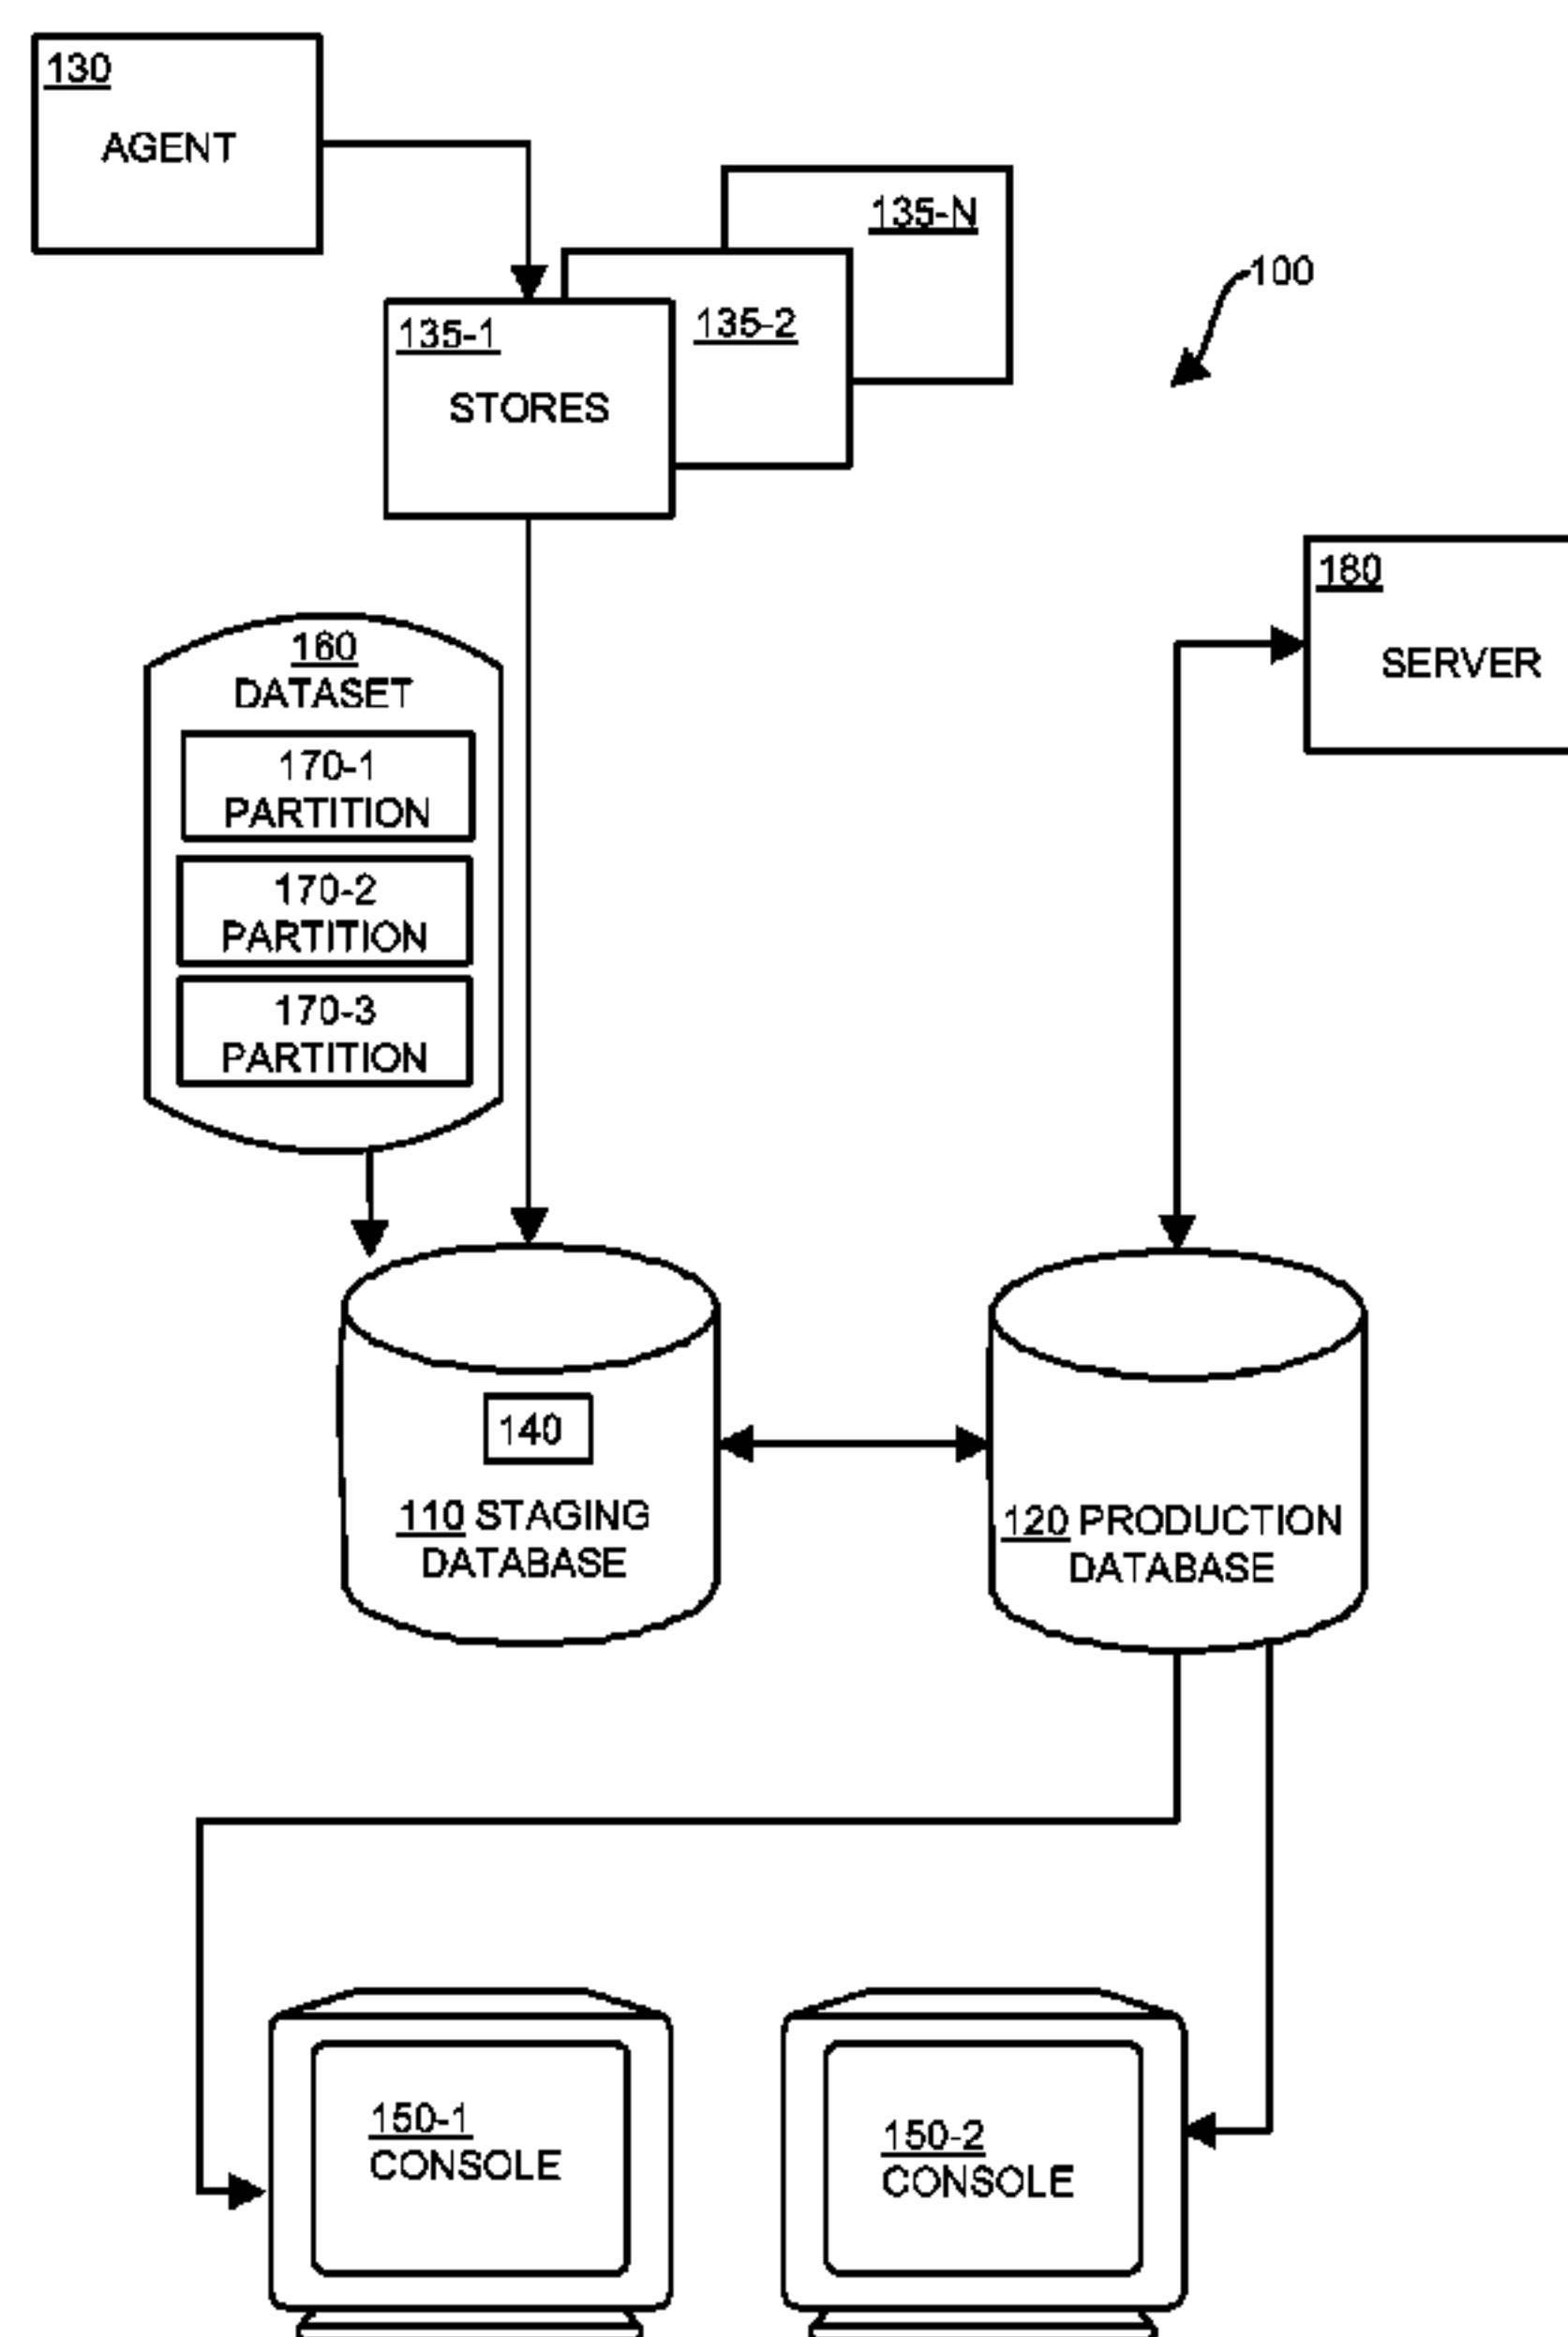 130
AGENT
135-N
100
135-2
135-1
STORES
180
SERVER
160
DATASET
170-1
PARTITION
170-2
PARTITION
170-3
PARTITION
140
110 STAGING
DATABASE
120 PRODUCTION
DATABASE
150-1
CONSOLE
150-2
CONSOLE